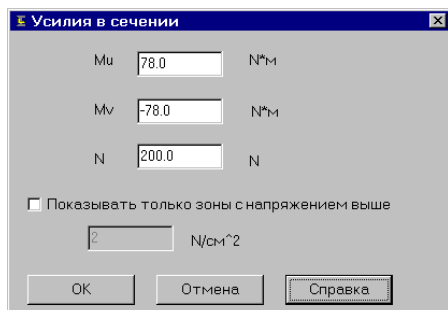 Усилия в сечении
Mu 78.0 N*м
Mv -78.0 N*м
N 200.0 N
Показывать только зоны с напряжением выше
2 N/см^2
OK Отмена Справка